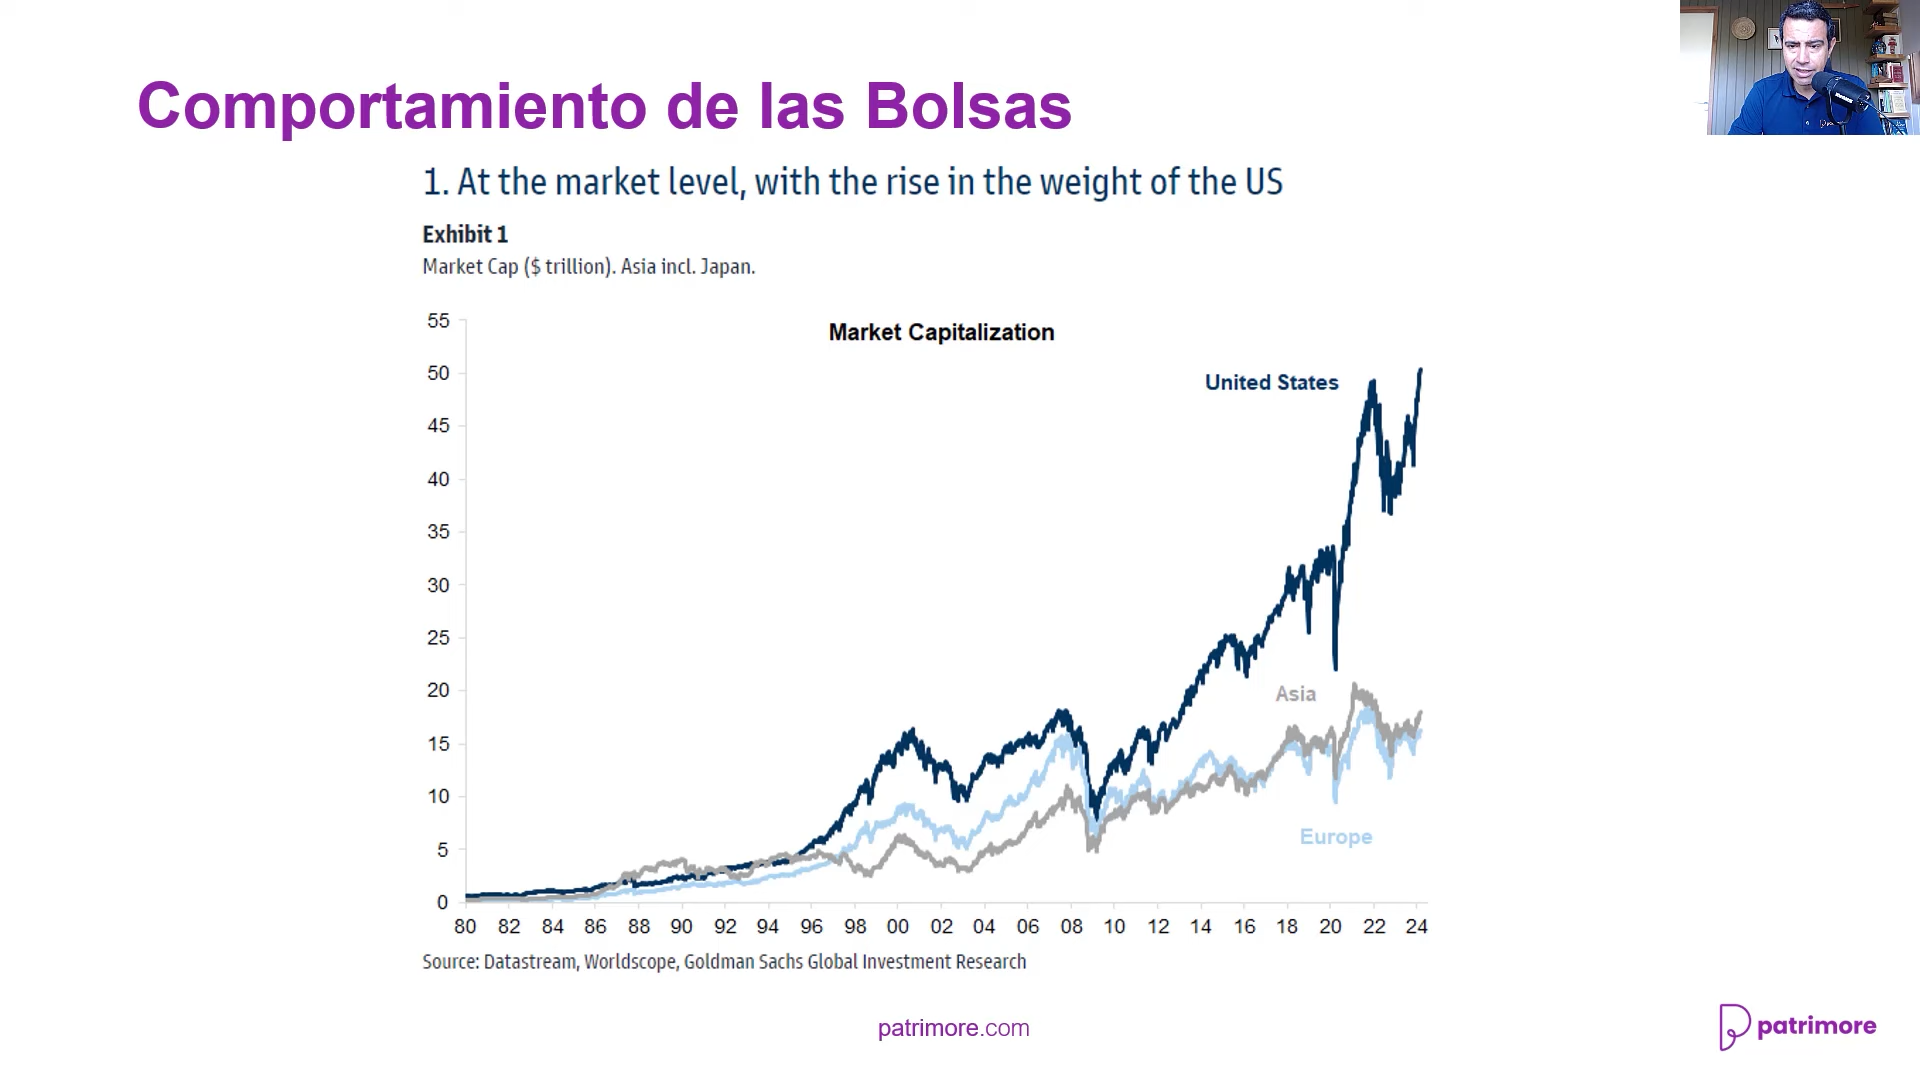 Comportamiento de las Bolsas
1. At the market level, with the rise in the weight of the US
Exhibit 1
Market Cap ($ trillion). Asia incl. Japan.
Market Capitalization
55
50
45
40
35
30
25
20
15
10
5
0
United States
Asia
Europe
80 82 84 86 88 90 92 94 96 98 00 02 04 06 08 10 12 14 16 18 20 22 24
Source: Datastream, Worldscope, Goldman Sachs Global Investment Research
patrimore.com
patrimore